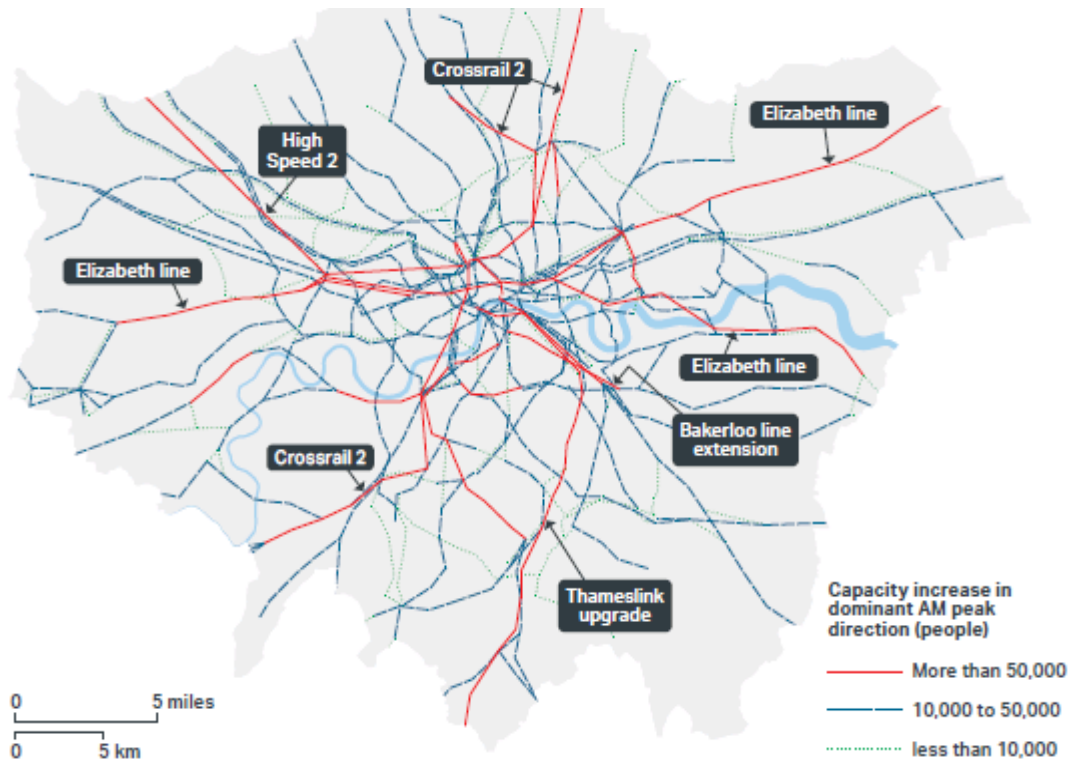 Crossrail 2
Elizabeth line
High
Speed 2
Elizabeth line
Elizabeth line
Bakerloo line
extension
Crossrail 2
Thameslink
upgrade
Capacity increase in
dominant AM peak
direction (people)
More than 50,000
10,000 to 50,000
less than 10,000
0 5 miles
0 5 km